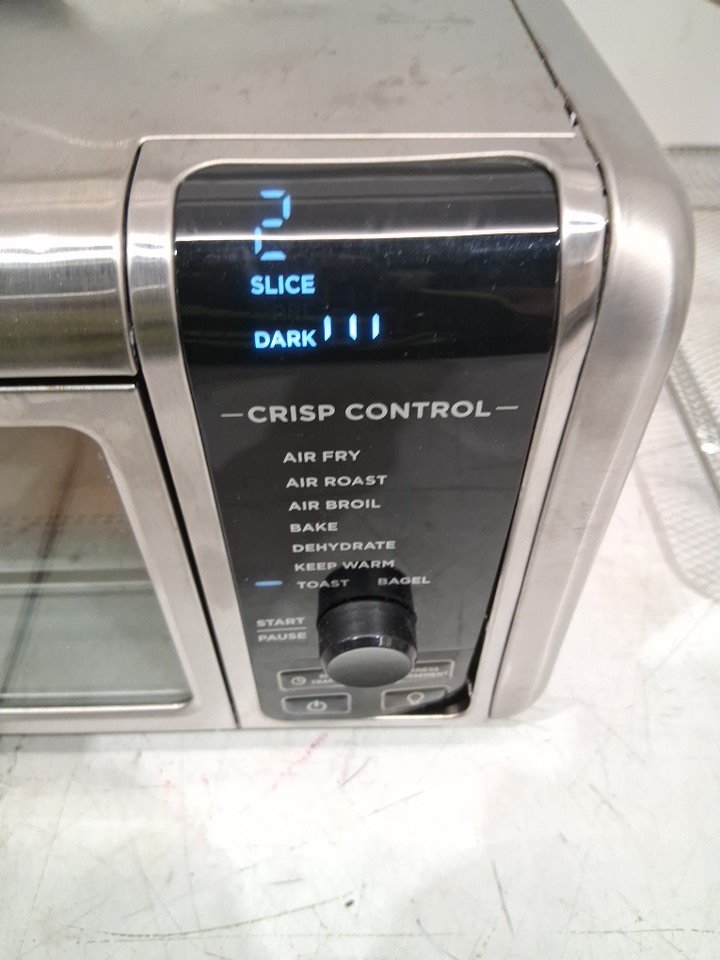 2
SLICE
DARK
CRISP CONTROL
AIR FRY
AIR ROAST
AIR BROIL
BAKE
DEHYDRATE
KEEP WARM
TOAST BAGEL
START
PAUSE